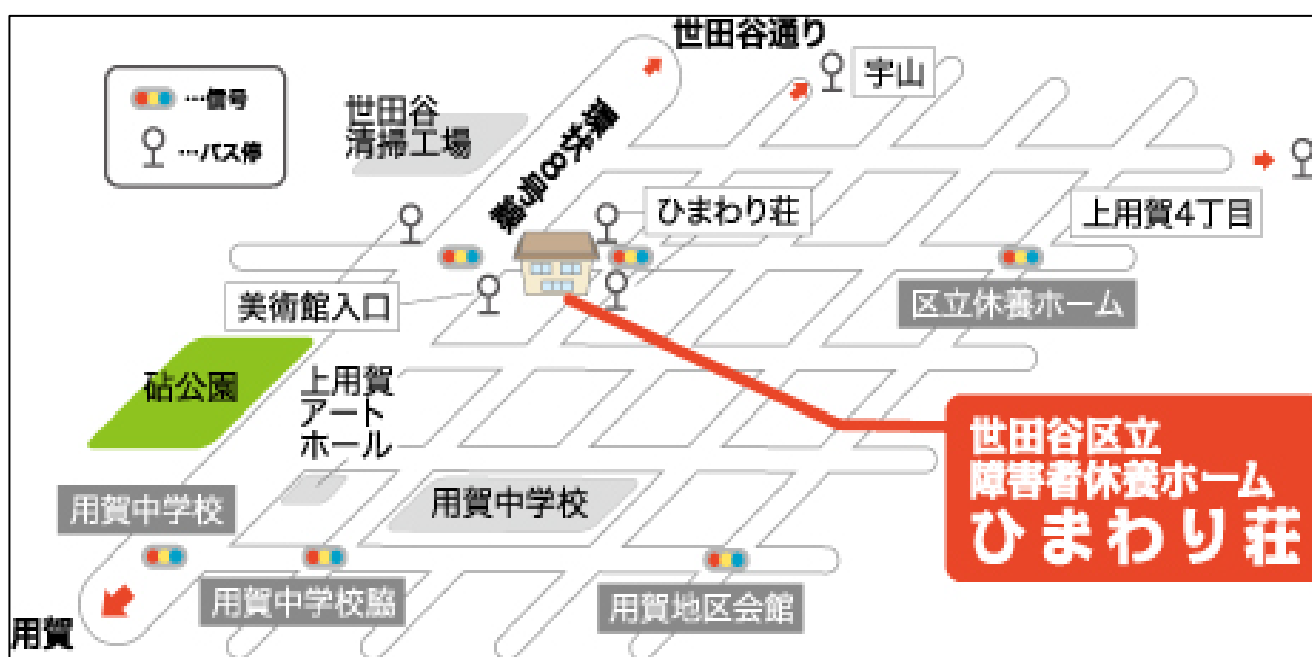 世田谷通り
宇山
…信号
…バス停
世田谷
清掃工場
環状8号線
ひまわり荘
上用賀4丁目
美術館入口
区立休養ホーム
砧公園
上用賀
アート
ホール
世田谷区立
障害者休養ホーム
ひまわり荘
用賀中学校
用賀中学校
用賀中学校脇
用賀地区会館
用賀